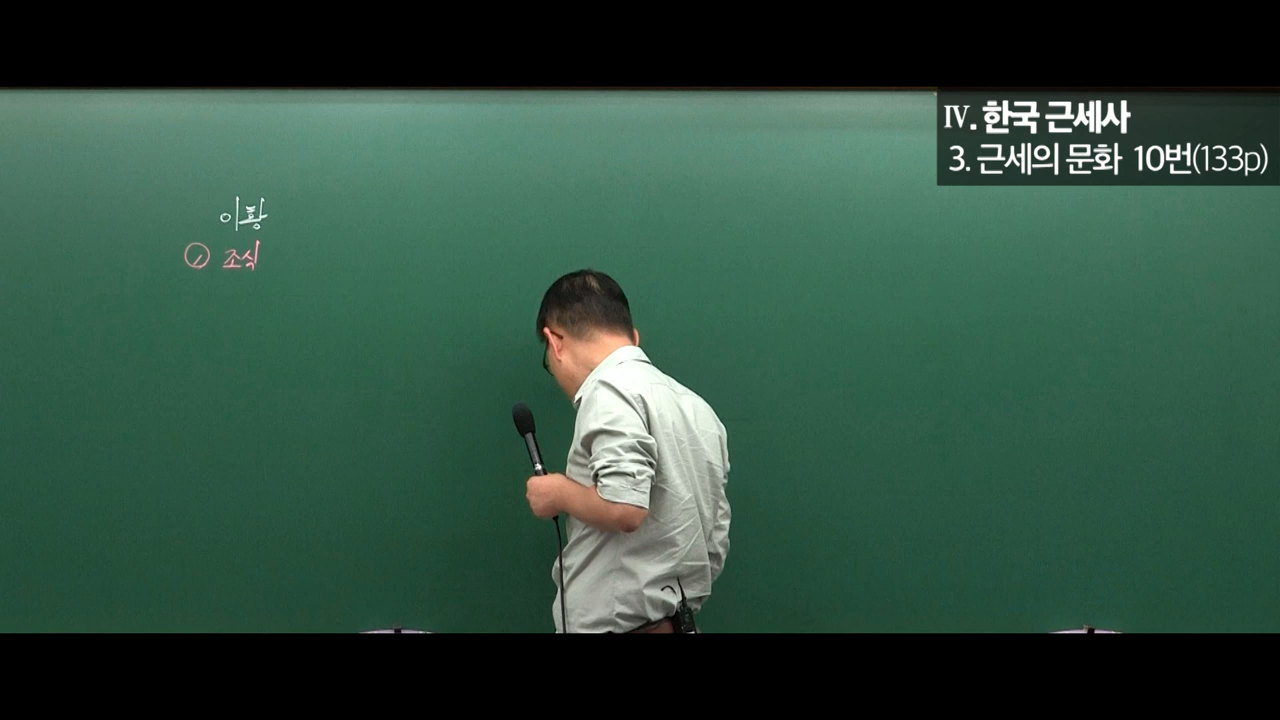 Ⅳ. 한국 근세사
3. 근세의 문화 10번(133p)
이황
① 조식